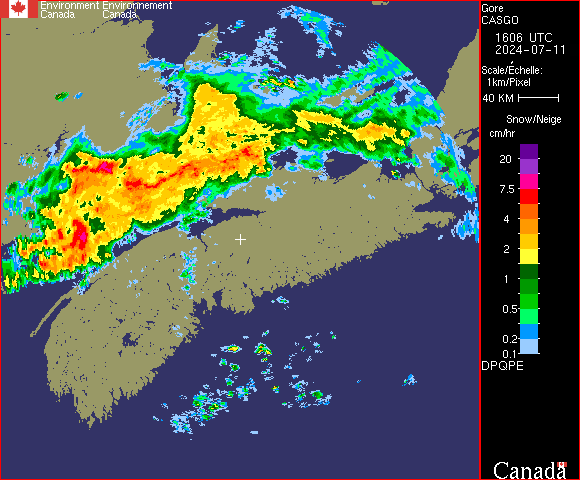 Environment Environnement
Canada Canada
Gore
CASGO
1606 UTC
2024-07-11
Scale/Échelle:
1km/Pixel
40 KM
Snow/Neige
cm/hr
20
7.5
4
2
1
0.5
0.2
0.1
DPQPE
Canada